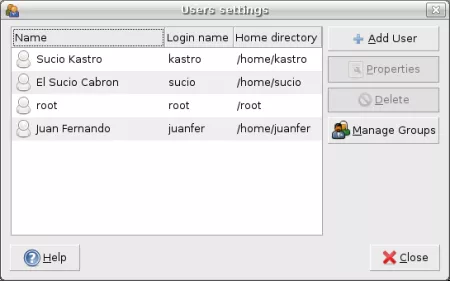 Users settings
Name Login name Home directory
Sucio Kastro kastro /home/kastro
El Sucio Cabron sucio /home/sucio
root root /root
Juan Fernando juanfer /home/juanfer
Add User
Properties
Delete
Manage Groups
Help
Close